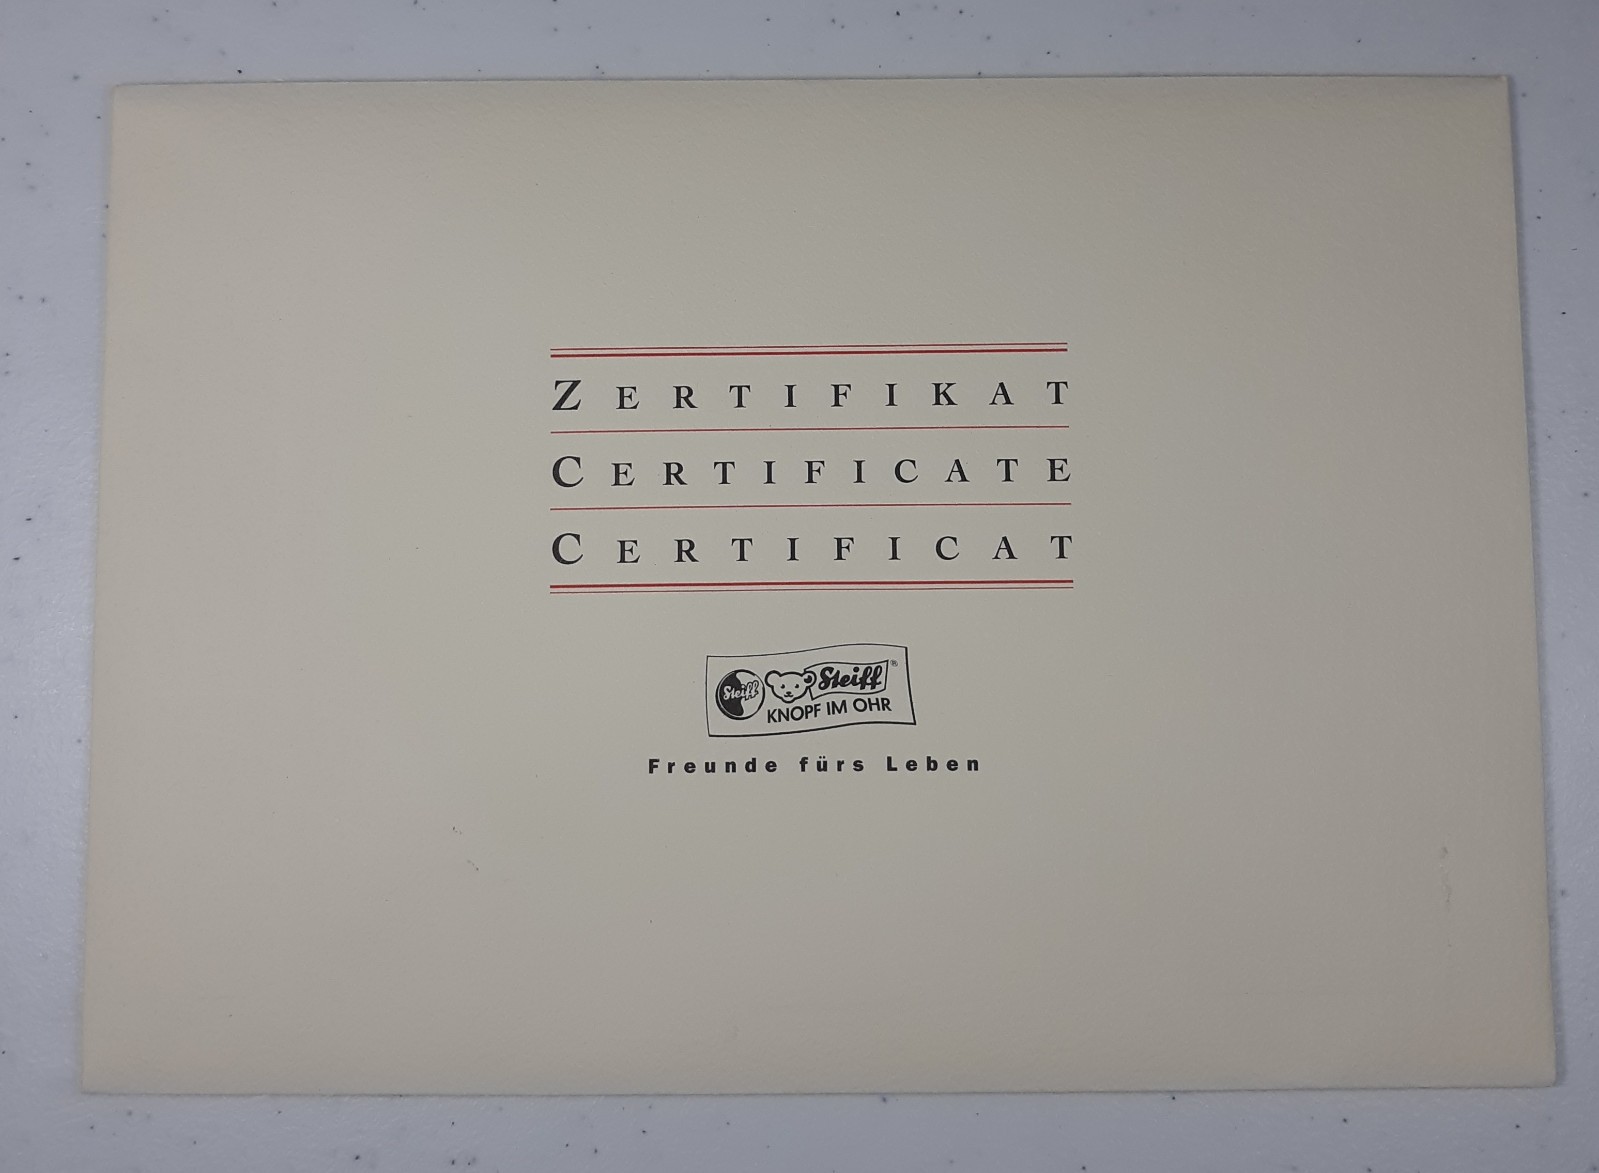 ZERTIFIKAT
CERTIFICATE
CERTIFICAT
Steiff Steiff®
KNOPF IM OHR
Freunde fürs Leben